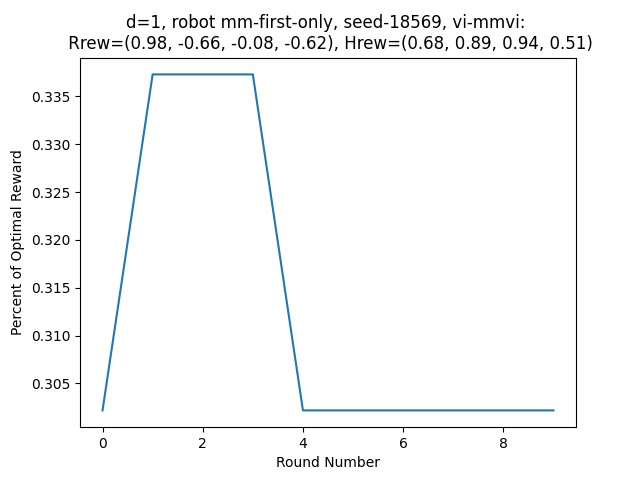 d=1, robot mm-first-only, seed-18569, vi-mmvi:
Rrew=(0.98, -0.66, -0.08, -0.62), Hrew=(0.68, 0.89, 0.94, 0.51)
0.335
0.330
0.325
0.320
0.315
0.310
0.305
Percent of Optimal Reward
0 2 4 6 8
Round Number